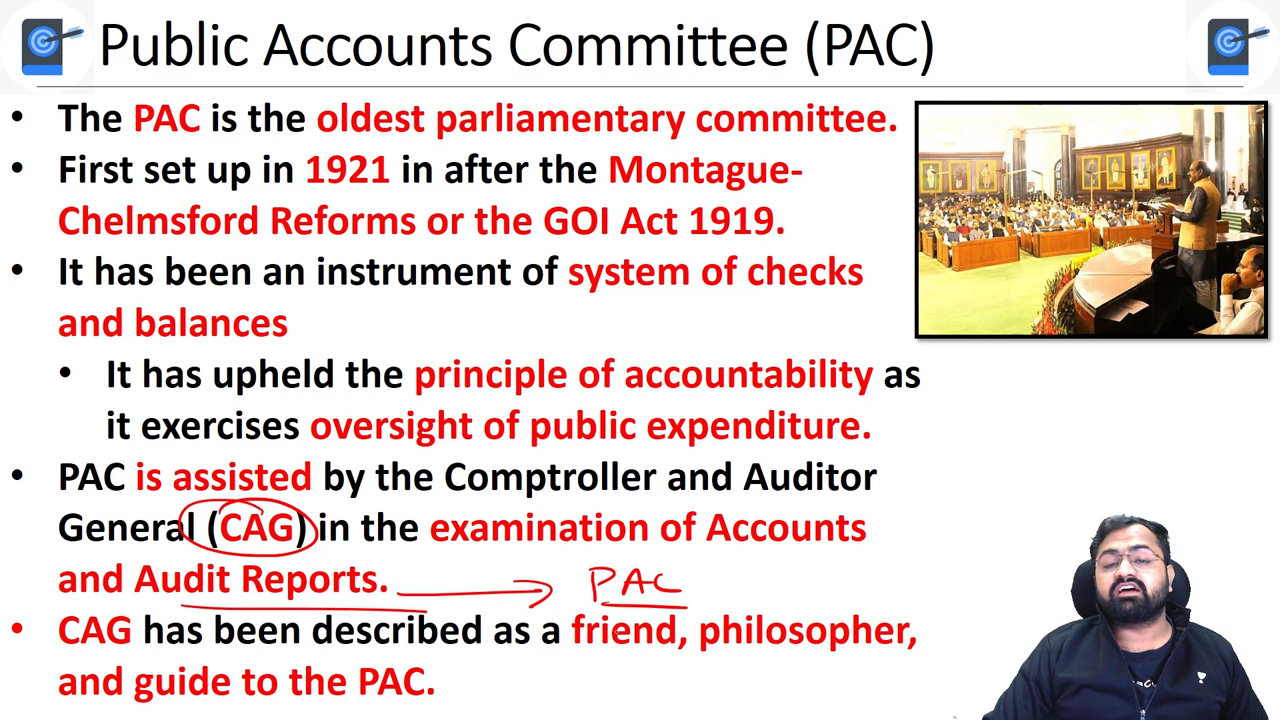 Public Accounts Committee (PAC)
• The PAC is the oldest parliamentary committee.
• First set up in 1921 in after the Montague-
Chelmsford Reforms or the GOI Act 1919.
• It has been an instrument of system of checks
and balances
• It has upheld the principle of accountability as
it exercises oversight of public expenditure.
• PAC is assisted by the Comptroller and Auditor
General (CAG) in the examination of Accounts
and Audit Reports. PAC
• CAG has been described as a friend, philosopher,
and guide to the PAC.